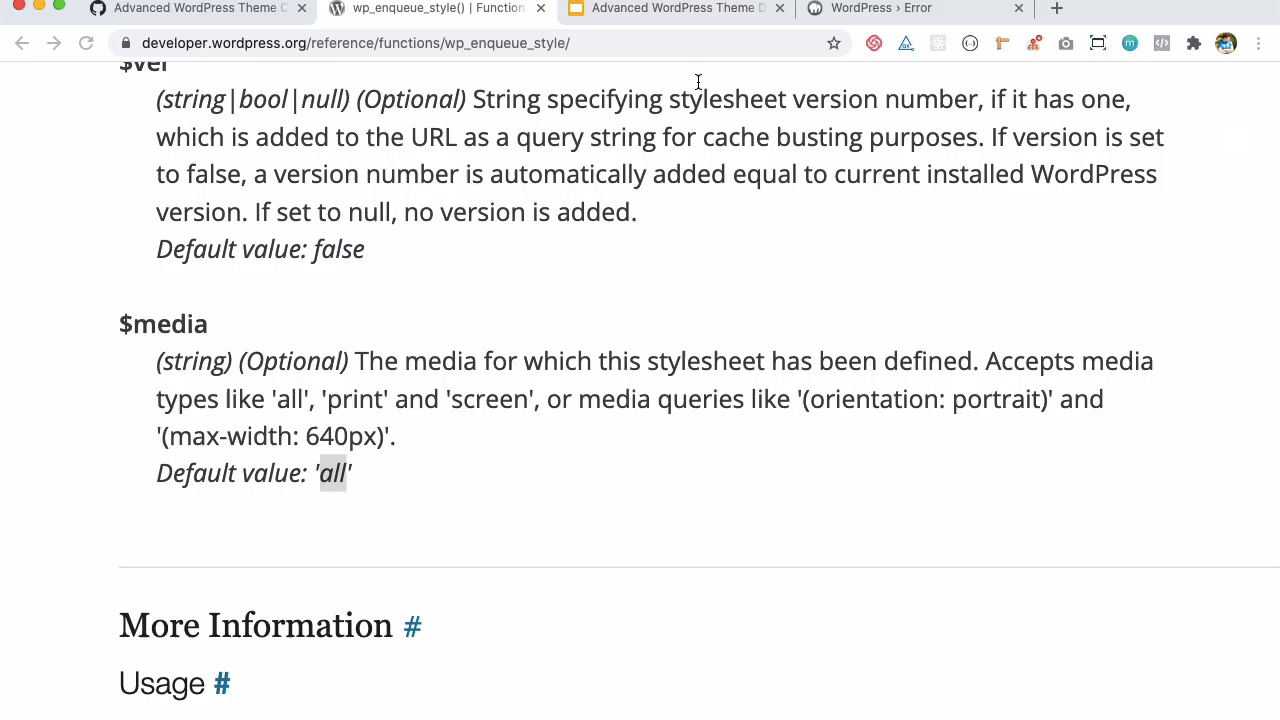 Advanced WordPress Theme C
wp_enqueue_style() | Function
Advanced WordPress Theme D
WordPress › Error
developer.wordpress.org/reference/functions/wp_enqueue_style/
$ver
(string|bool|null) (Optional) String specifying stylesheet version number, if it has one,
which is added to the URL as a query string for cache busting purposes. If version is set
to false, a version number is automatically added equal to current installed WordPress
version. If set to null, no version is added.
Default value: false
$media
(string) (Optional) The media for which this stylesheet has been defined. Accepts media
types like 'all', 'print' and 'screen', or media queries like '(orientation: portrait)' and
'(max-width: 640px)'.
Default value: 'all'
More Information #
Usage #